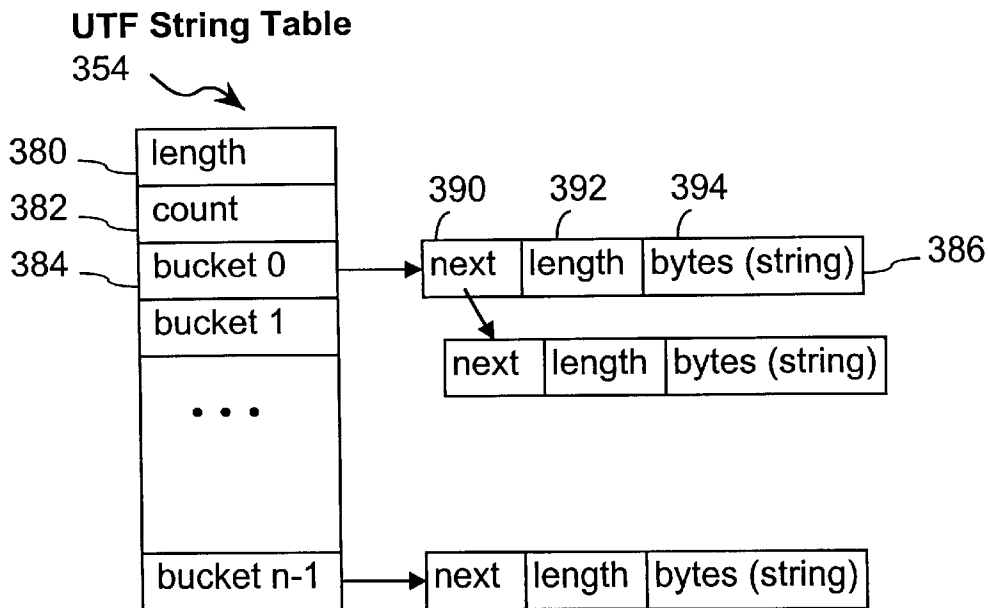 UTF String Table
354
380
length
382
count
390
392
394
384
bucket 0
next
length
bytes (string)
386
bucket 1
next
length
bytes (string)
• • •
bucket n-1
next
length
bytes (string)